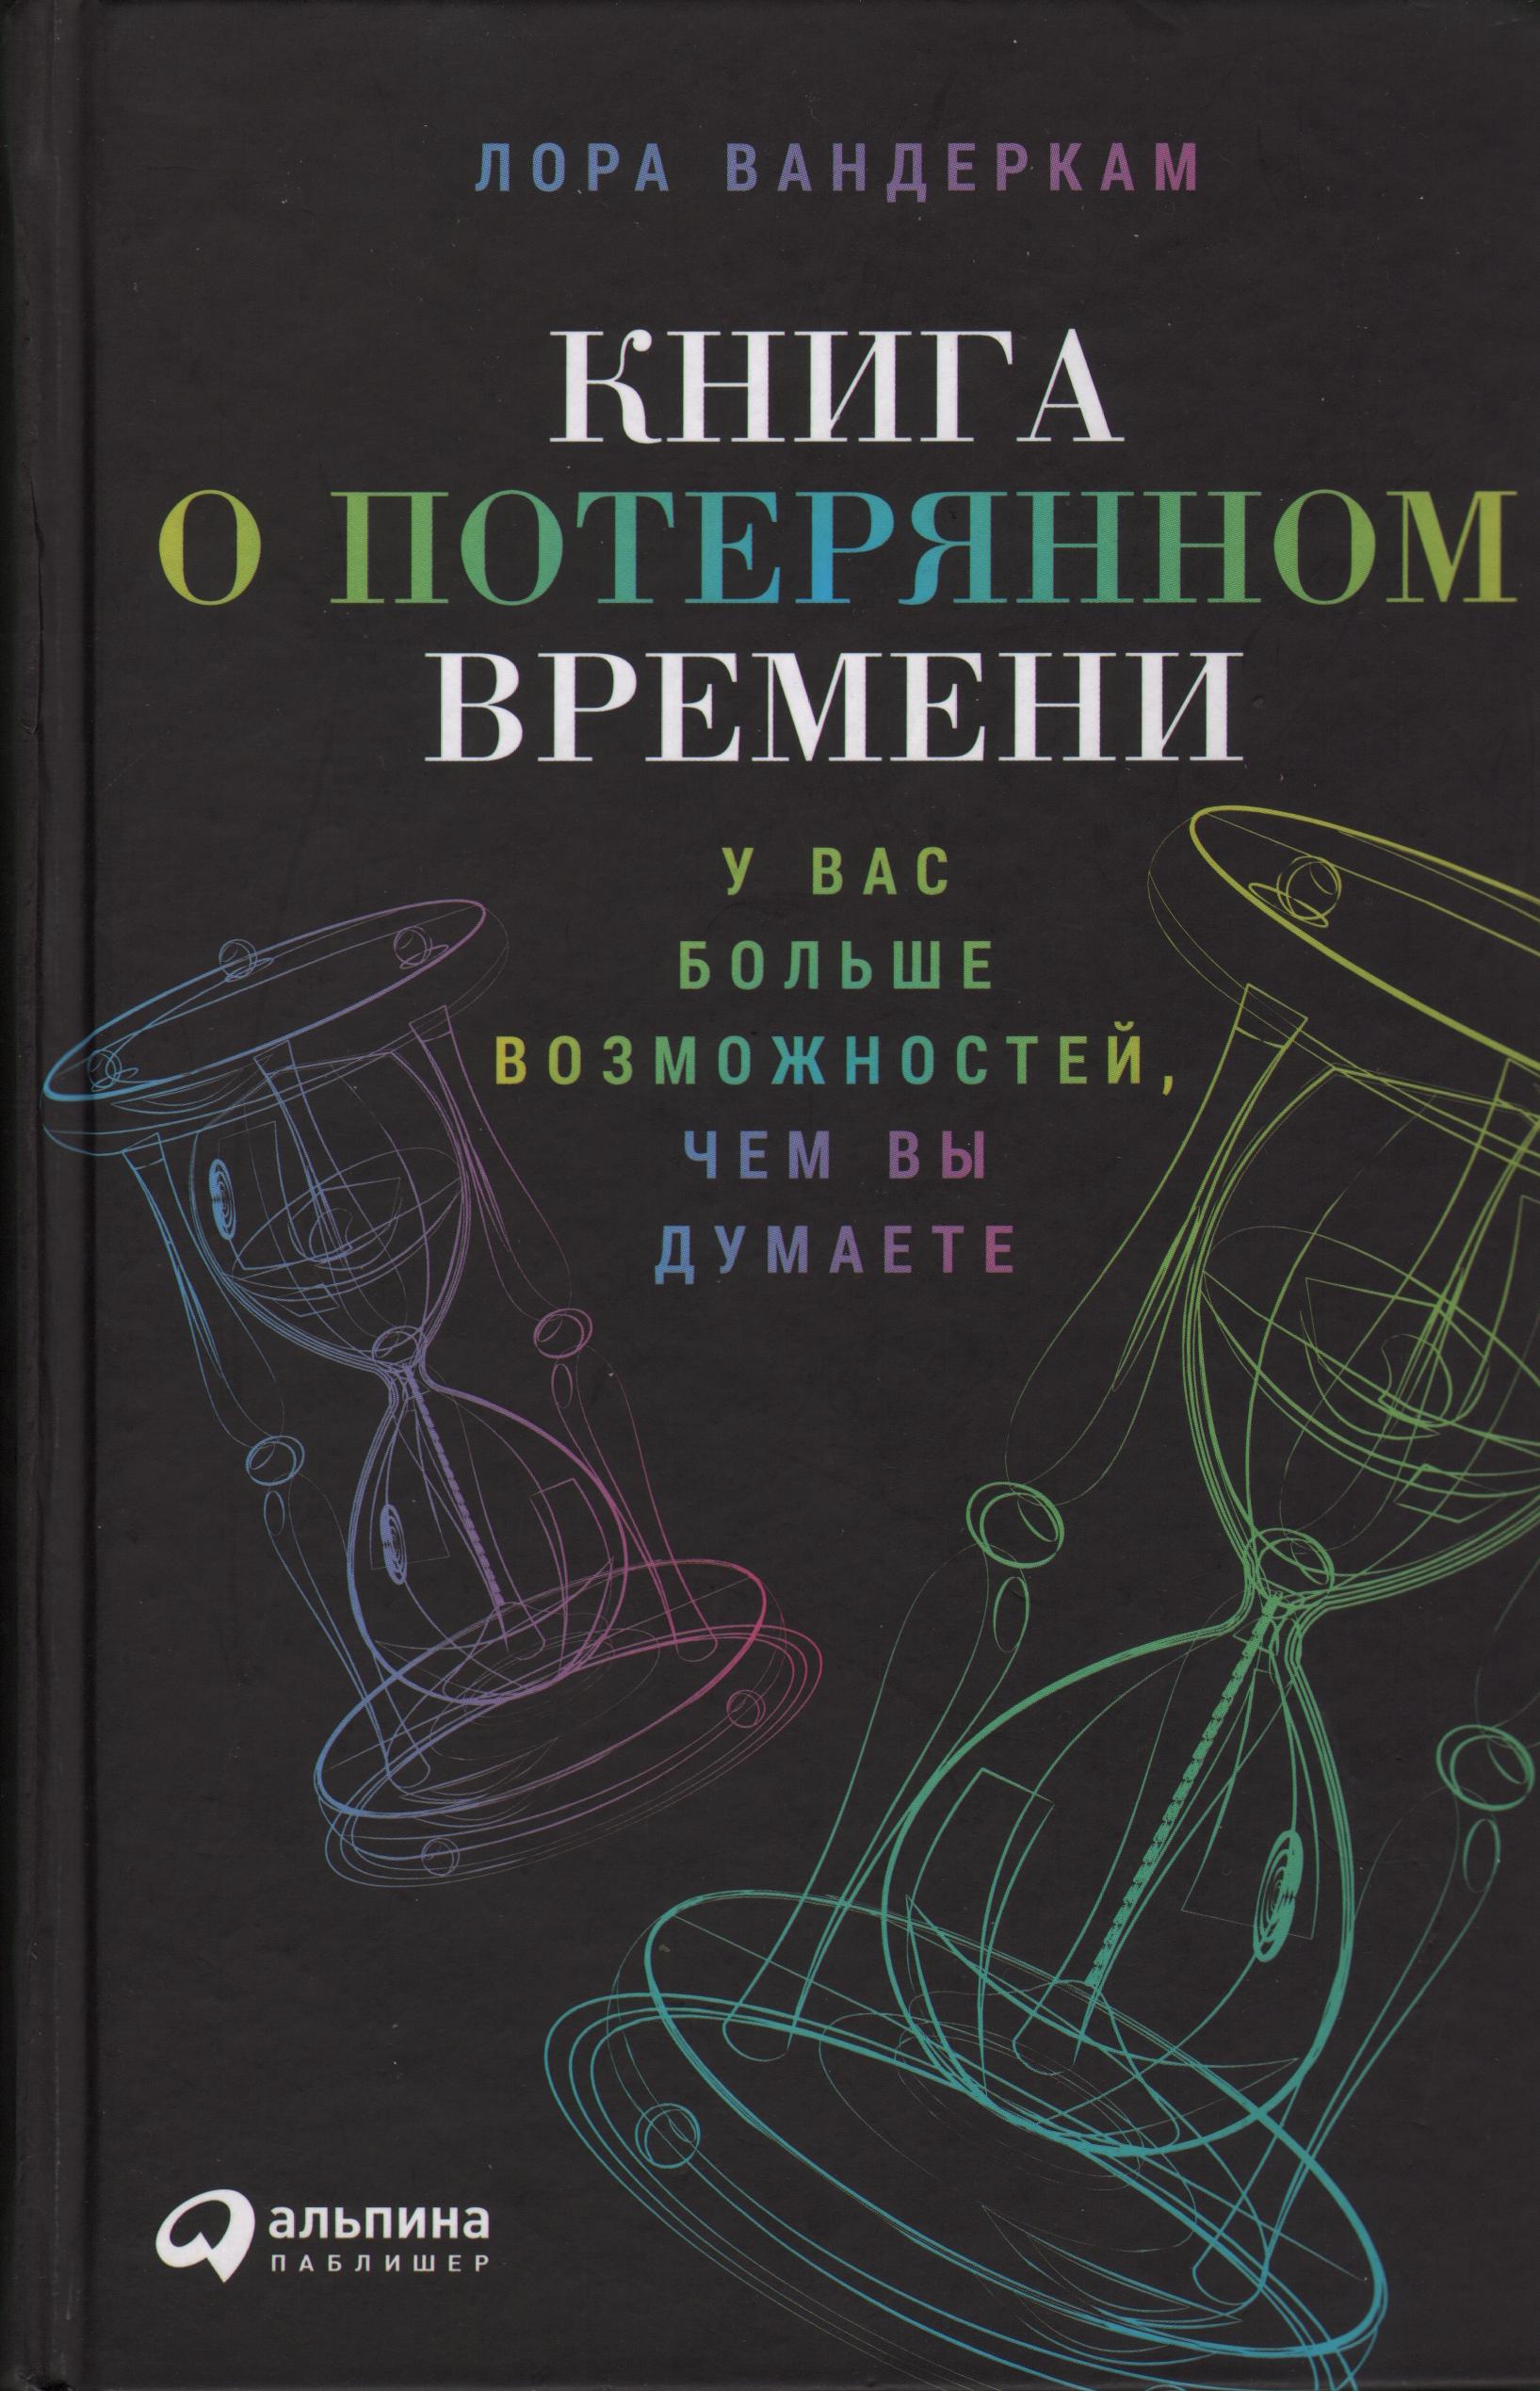 ЛОРА ВАНДЕРКАМ
КНИГА
О ПОТЕРЯННОМ
ВРЕМЕНИ
У ВАС
БОЛЬШЕ
ВОЗМОЖНОСТЕЙ,
ЧЕМ ВЫ
ДУМАЕТЕ
альпина
ПАБЛИШЕР